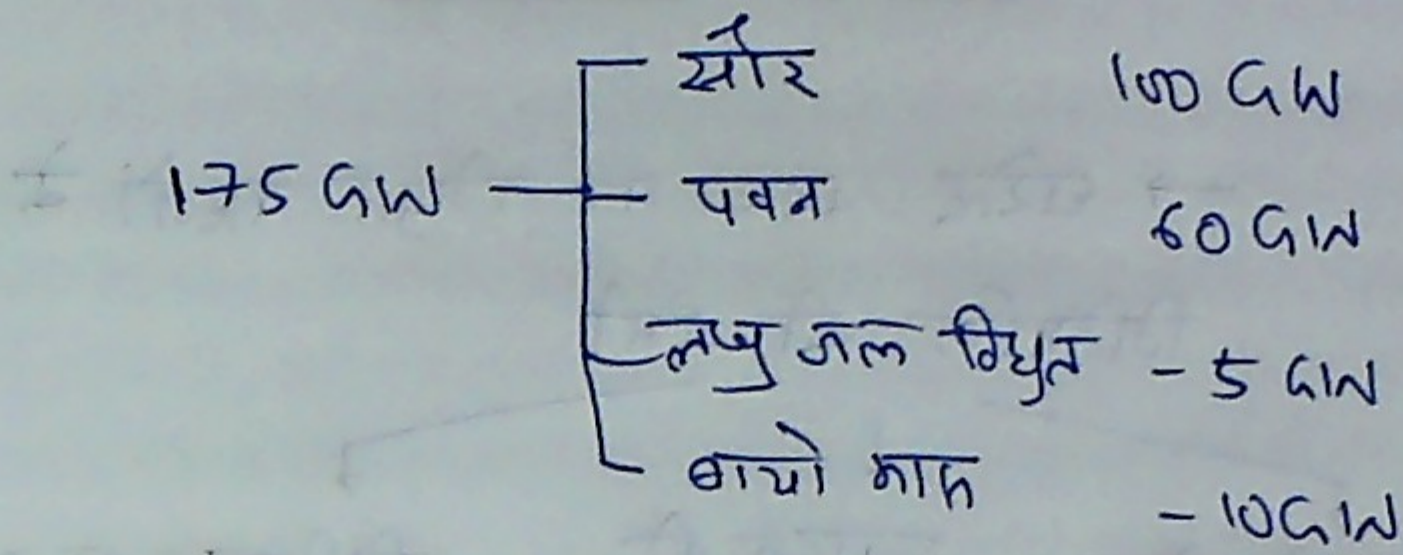 सौर 100 GW
175 GW
पवन 60 GW
लघु जल विधुत - 5 GW
बायो मास - 10 GW